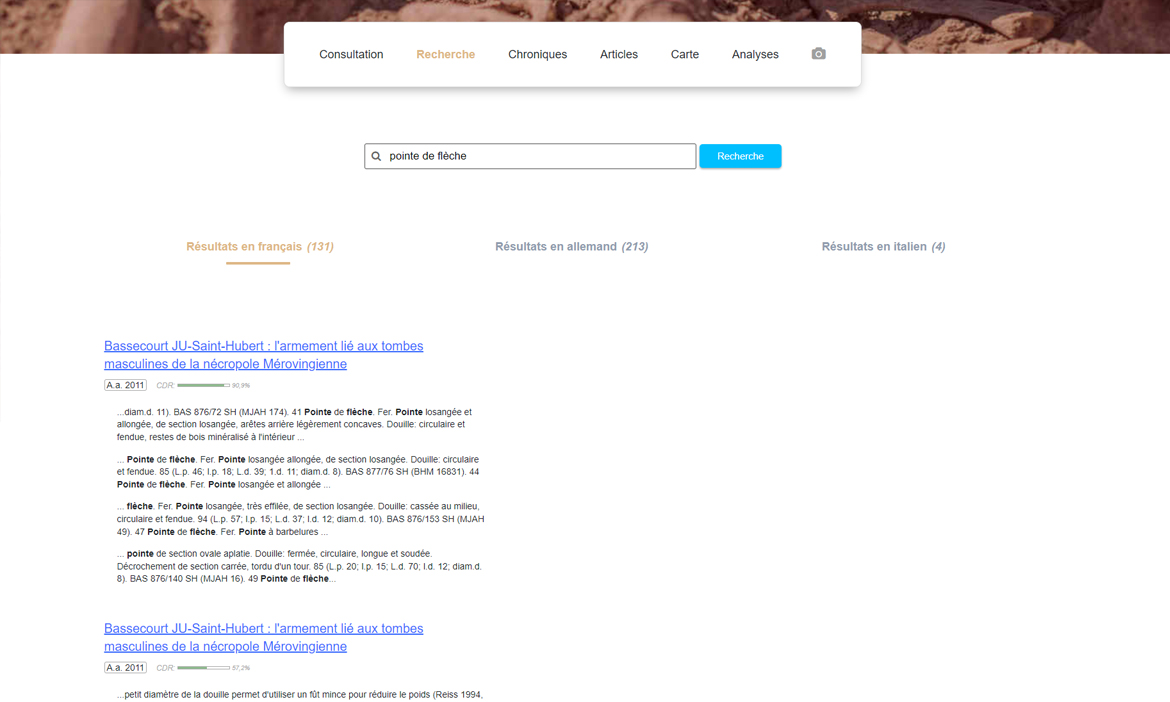 Consultation Recherche Chroniques Articles Carte Analyses
pointe de flèche Recherche
Résultats en français (131) Résultats en allemand (213) Résultats en italien (4)
Bassecourt JU-Saint-Hubert : l'armement lié aux tombes
masculines de la nécropole Mérovingienne
A.a. 2011 CDR: 90,9%
...diam.d. 11). BAS 876/72 SH (MJAH 174). 41 Pointe de flèche. Fer. Pointe losangée et
allongée, de section losangée, arêtes arrière légèrement concaves. Douille: circulaire et
fendue, restes de bois minéralisé à l'intérieur ...
... Pointe de flèche. Fer. Pointe losangée allongée, de section losangée. Douille: circulaire
et fendue. 85 (L.p. 46; l.p. 18; L.d. 39; 1.d. 11; diam.d. 8). BAS 877/76 SH (BHM 16831). 44
Pointe de flèche. Fer. Pointe losangée et allongée ...
... flèche. Fer. Pointe losangée, très effilée, de section losangée. Douille: cassée au milieu,
circulaire et fendue. 94 (L.p. 57; l.p. 15; L.d. 37; l.d. 12; diam.d. 10). BAS 876/153 SH (MJAH
49). 47 Pointe de flèche. Fer. Pointe à barbelures ...
... pointe de section ovale aplatie. Douille: fermée, circulaire, longue et soudée.
Décrochement de section carrée, tordu d'un tour. 85 (L.p. 20; l.p. 15; L.d. 70; l.d. 12; diam.d.
8). BAS 876/140 SH (MJAH 16). 49 Pointe de flèche...
Bassecourt JU-Saint-Hubert : l'armement lié aux tombes
masculines de la nécropole Mérovingienne
A.a. 2011 CDR: 57,2%
...petit diamètre de la douille permet d'utiliser un fût mince pour réduire le poids (Reiss 1994,